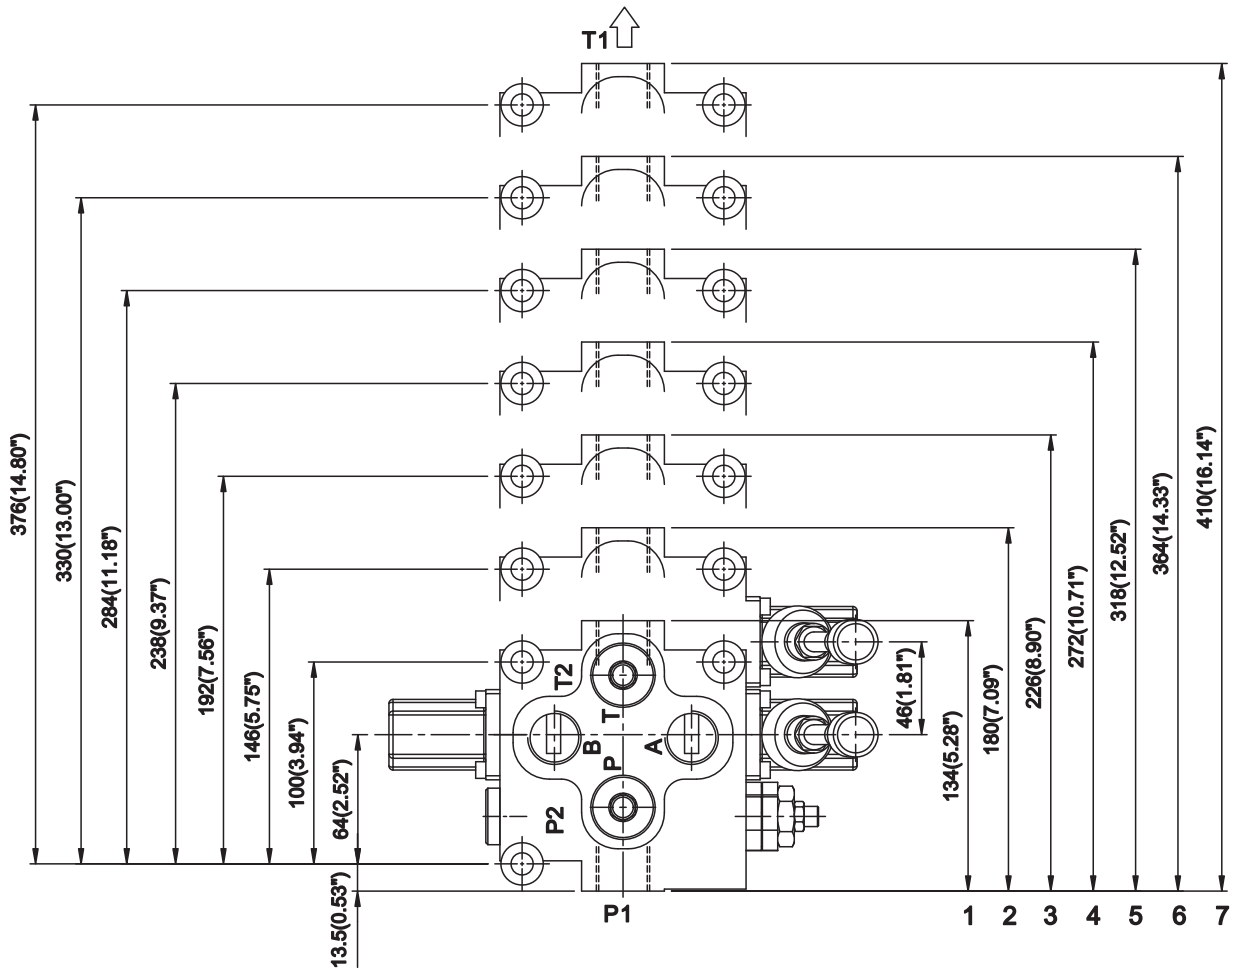 T1
376(14.80")
330(13.00")
284(11.18")
238(9.37")
192(7.56")
146(5.75")
100(3.94")
64(2.52")
13.5(0.53")
T2
T
B
A
P
P2
P1
46(1.81")
134(5.28")
180(7.09")
226(8.90")
272(10.71")
318(12.52")
364(14.33")
410(16.14")
1 2 3 4 5 6 7